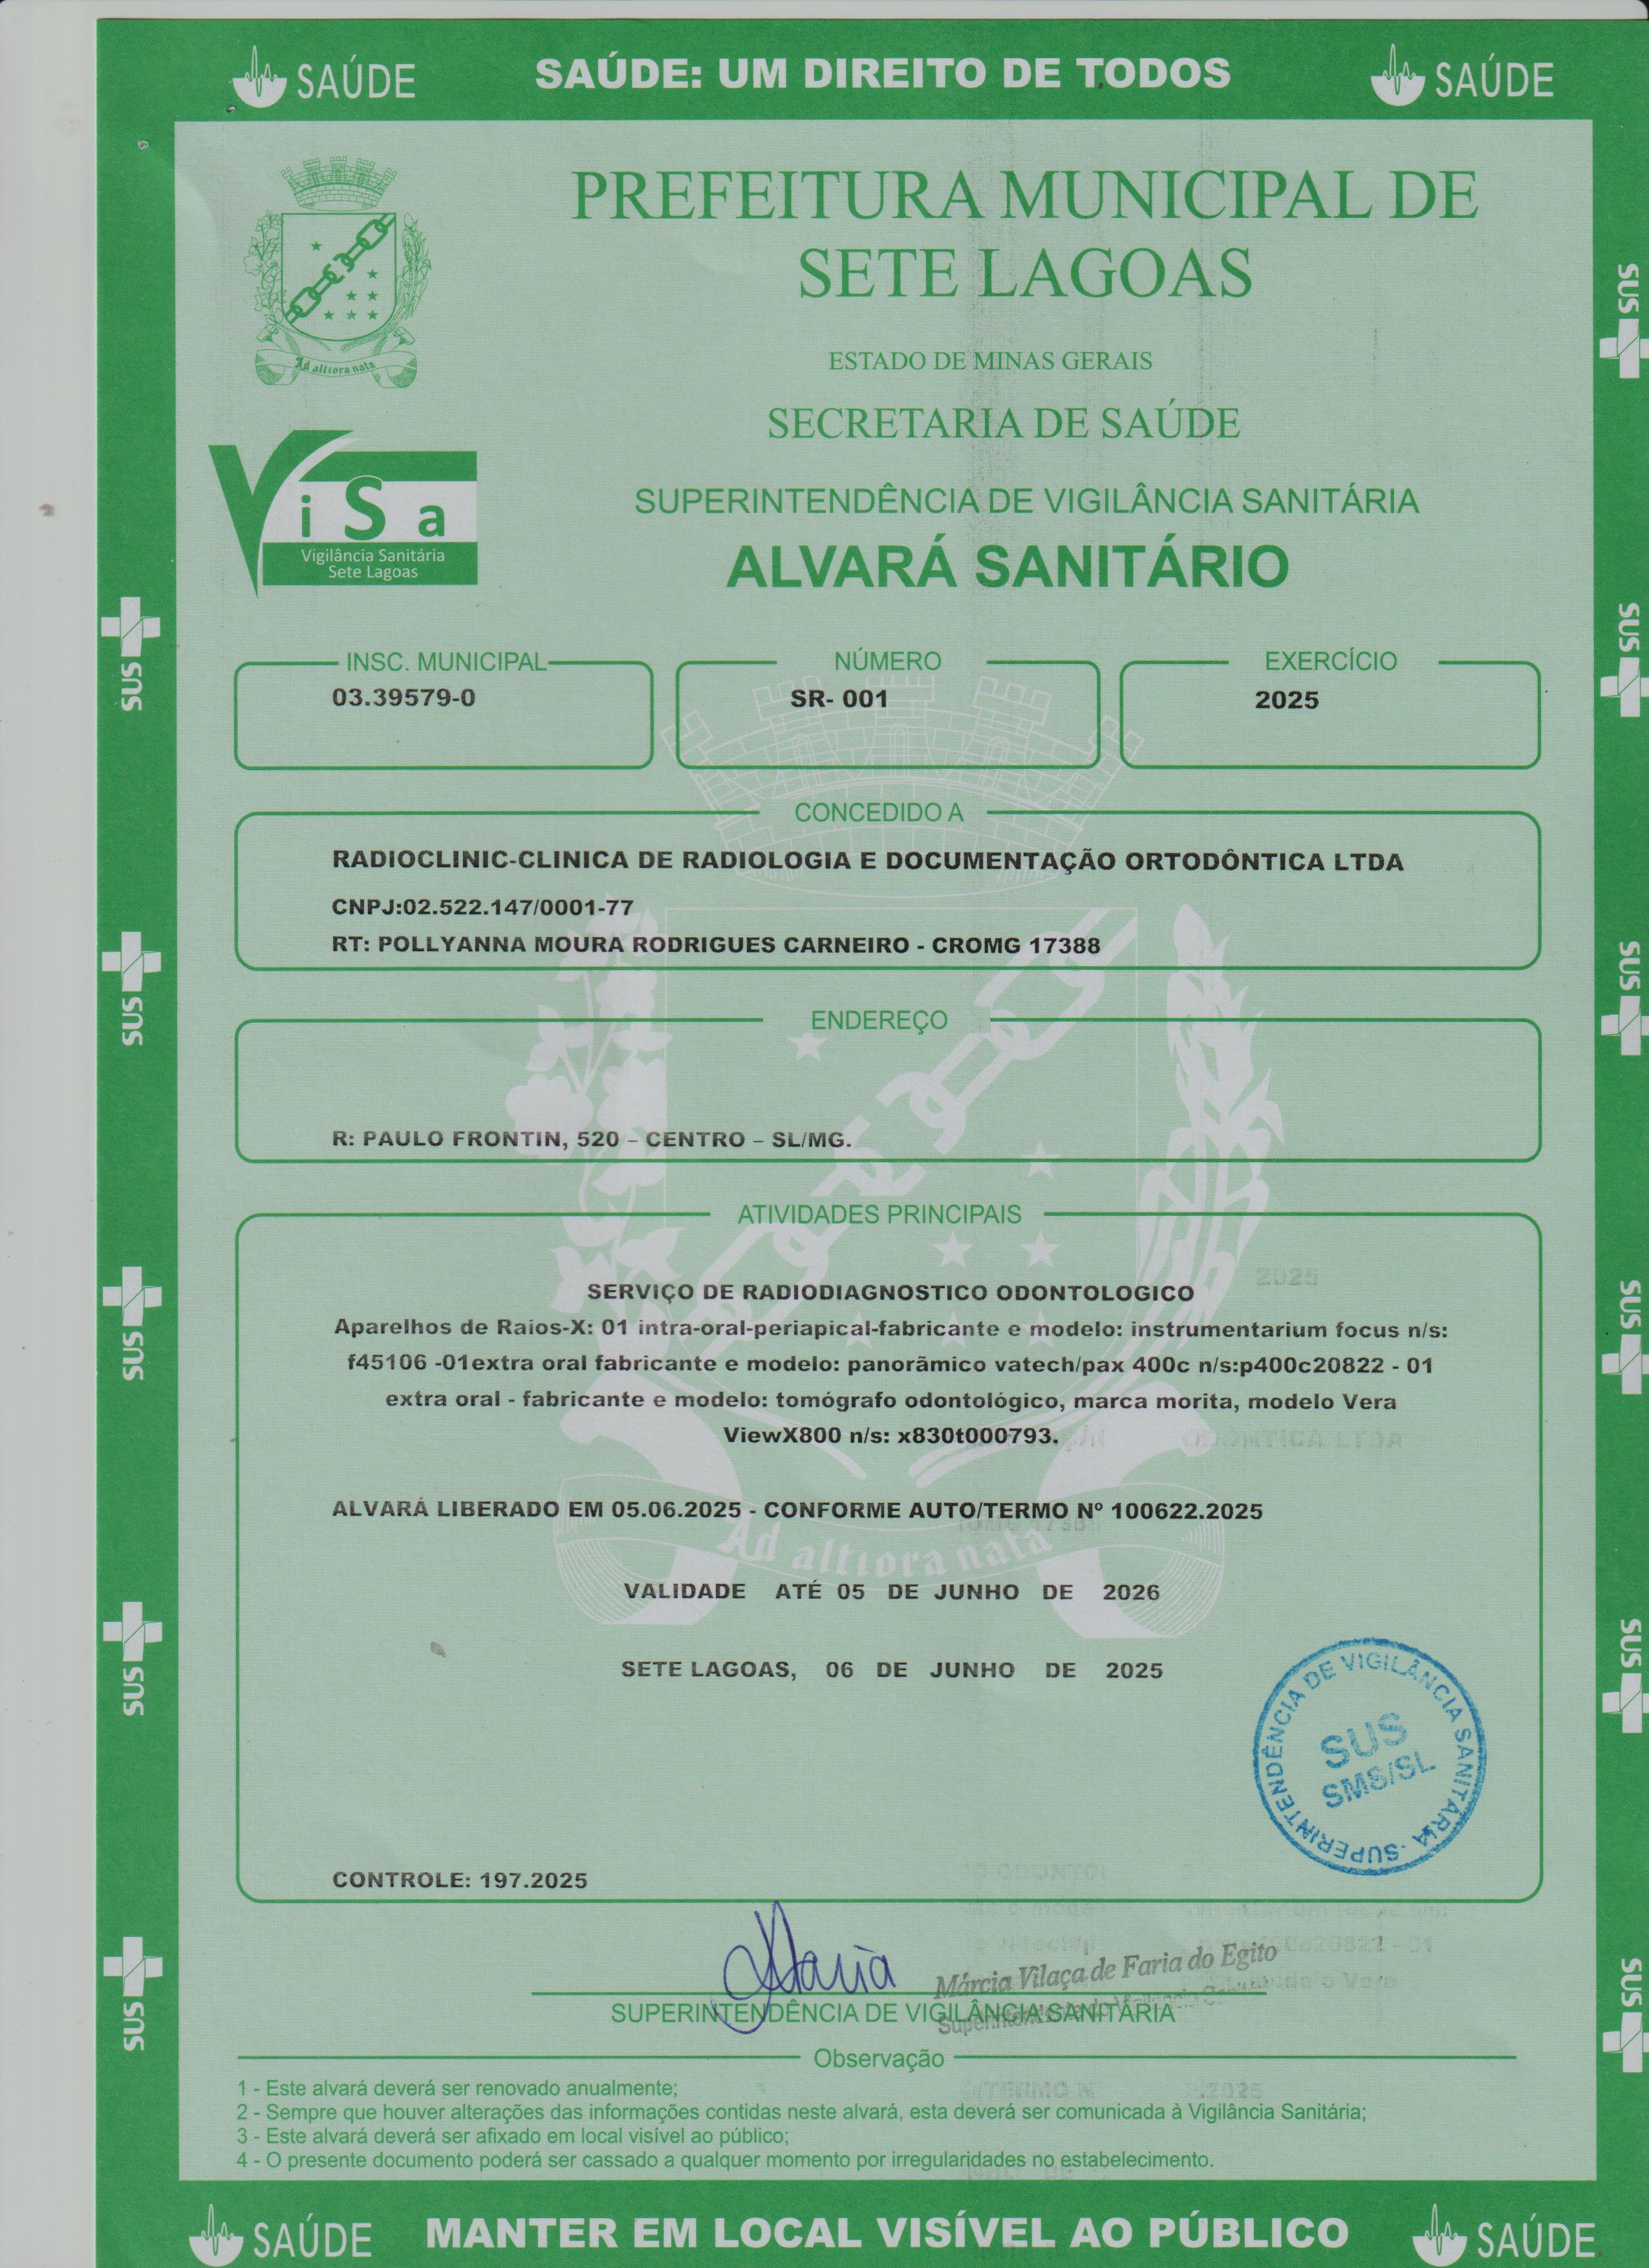 SAÚDE
SAÚDE: UM DIREITO DE TODOS
SAÚDE
PREFEITURA MUNICIPAL DE
SETE LAGOAS
Ad altiora nata
ESTADO DE MINAS GERAIS
SECRETARIA DE SAÚDE
ViSa
Vigilância Sanitária
Sete Lagoas
SUPERINTENDÊNCIA DE VIGILÂNCIA SANITÁRIA
ALVARÁ SANITÁRIO
INSC. MUNICIPAL
03.39579-0
NÚMERO
SR- 001
EXERCÍCIO
2025
CONCEDIDO A
RADIOCLINIC-CLINICA DE RADIOLOGIA E DOCUMENTAÇÃO ORTODÔNTICA LTDA
CNPJ:02.522.147/0001-77
RT: POLLYANNA MOURA RODRIGUES CARNEIRO - CROMG 17388
ENDEREÇO
R: PAULO FRONTIN, 520 – CENTRO – SL/MG.
ATIVIDADES PRINCIPAIS
SERVIÇO DE RADIODIAGNOSTICO ODONTOLOGICO
Aparelhos de Raios-X: 01 intra-oral-periapical-fabricante e modelo: instrumentarium focus n/s:
f45106 -01extra oral fabricante e modelo: panorâmico vatech/pax 400c n/s:p400c20822 - 01
extra oral - fabricante e modelo: tomógrafo odontológico, marca morita, modelo Vera
ViewX800 n/s: x830t000793.
ALVARÁ LIBERADO EM 05.06.2025 - CONFORME AUTO/TERMO Nº 100622.2025
Ad altiora nata
VALIDADE ATÉ 05 DE JUNHO DE 2026
SETE LAGOAS, 06 DE JUNHO DE 2025
SUPERINTENDÊNCIA DE VIGILÂNCIA SANITÁRIA
SUS
SMS/SL
CONTROLE: 197.2025
Márcia Vilaça de Faria do Egito
SUPERINTENDÊNCIA DE VIGILÂNCIA SANITÁRIA
Observação
1 - Este alvará deverá ser renovado anualmente;
2 - Sempre que houver alterações das informações contidas neste alvará, esta deverá ser comunicada à Vigilância Sanitária;
3 - Este alvará deverá ser afixado em local visível ao público;
4 - O presente documento poderá ser cassado a qualquer momento por irregularidades no estabelecimento.
SAÚDE
MANTER EM LOCAL VISÍVEL AO PÚBLICO
SAÚDE
SUS
SUS
SUS
SUS
SUS
SUS
SUS
SUS
SUS
SUS
SUS